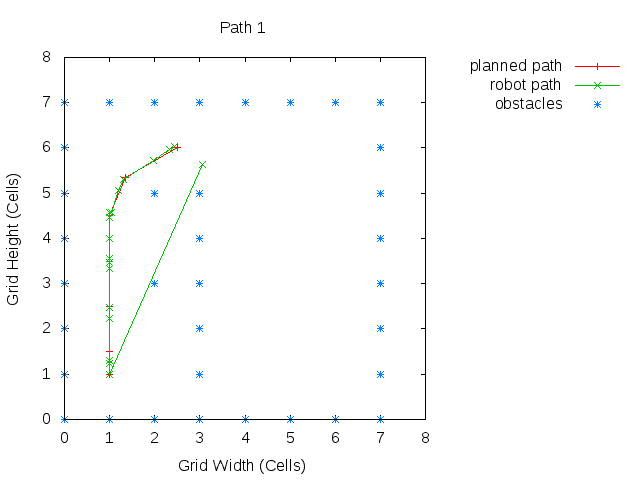 Path 1
planned path
robot path
obstacles
8
7
6
5
4
3
2
1
0
0 1 2 3 4 5 6 7 8
Grid Height (Cells)
Grid Width (Cells)